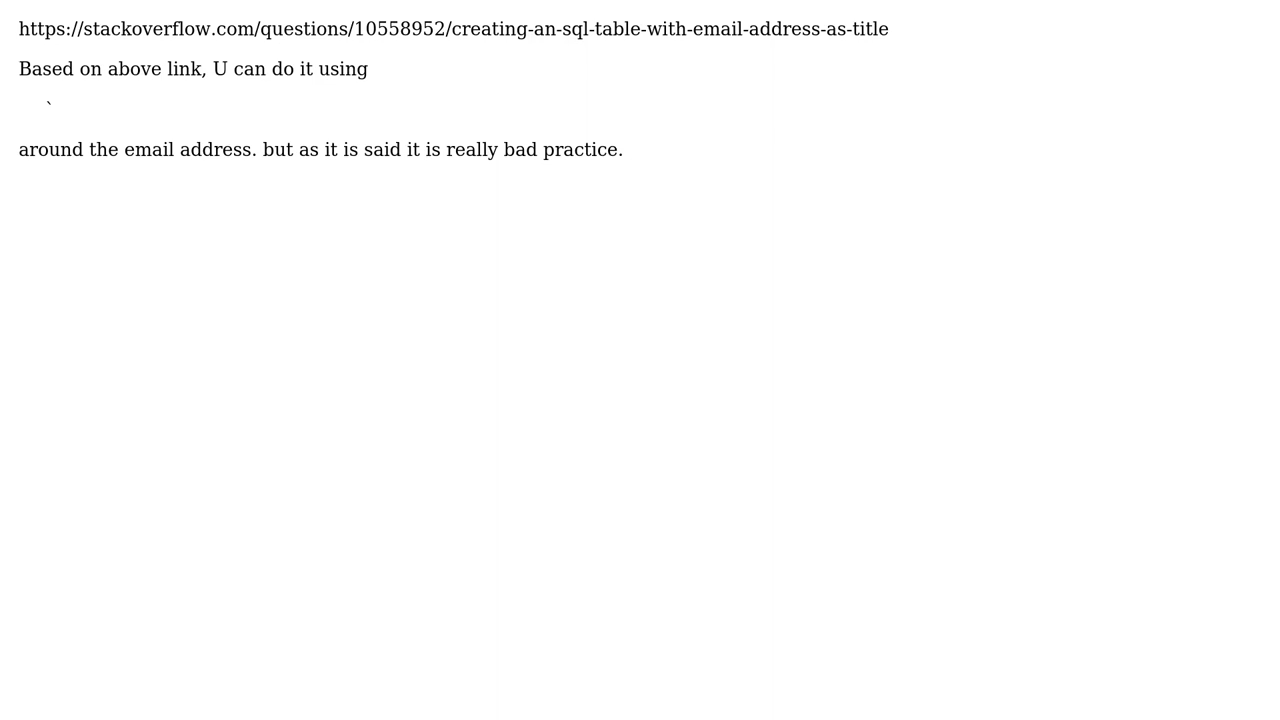 https://stackoverflow.com/questions/10558952/creating-an-sql-table-with-email-address-as-title
Based on above link, U can do it using
`
around the email address. but as it is said it is really bad practice.